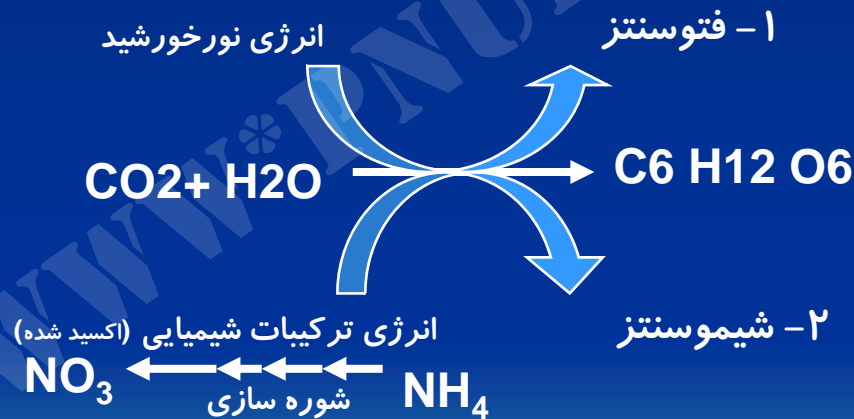 ۱- فتوسنتز
انرژی نورخورشید
CO2+ H2O
C6 H12 O6
۲- شیموسنتز
انرژی ترکیبات شیمیایی (اکسید شده)
NO₃
NH₄
شوره سازی